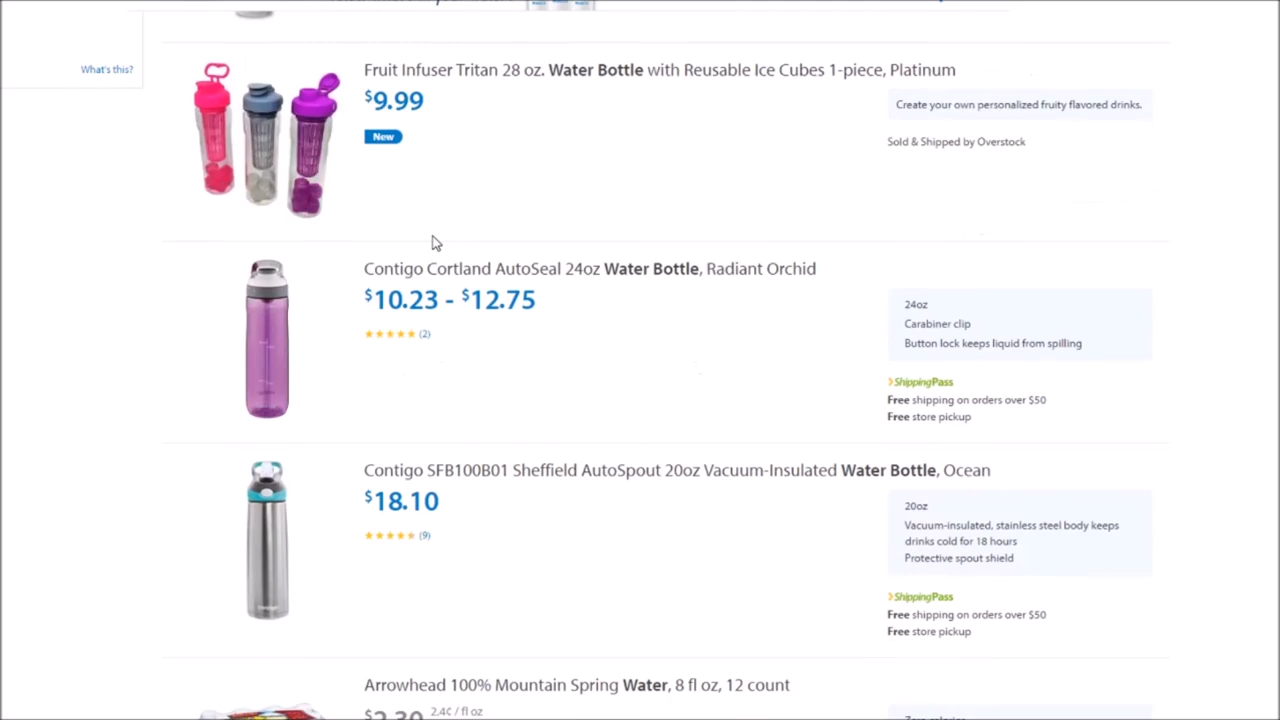 What's this?
Fruit Infuser Tritan 28 oz. Water Bottle with Reusable Ice Cubes 1-piece, Platinum
$9.99
New
Create your own personalized fruity flavored drinks.
Sold & Shipped by Overstock
Contigo Cortland AutoSeal 24oz Water Bottle, Radiant Orchid
$10.23 - $12.75
(2)
24oz
Carabiner clip
Button lock keeps liquid from spilling
ShippingPass
Free shipping on orders over $50
Free store pickup
Contigo SFB100B01 Sheffield AutoSpout 20oz Vacuum-Insulated Water Bottle, Ocean
$18.10
(9)
20oz
Vacuum-insulated, stainless steel body keeps
drinks cold for 18 hours
Protective spout shield
ShippingPass
Free shipping on orders over $50
Free store pickup
Arrowhead 100% Mountain Spring Water, 8 fl oz, 12 count
2.4¢ / fl oz